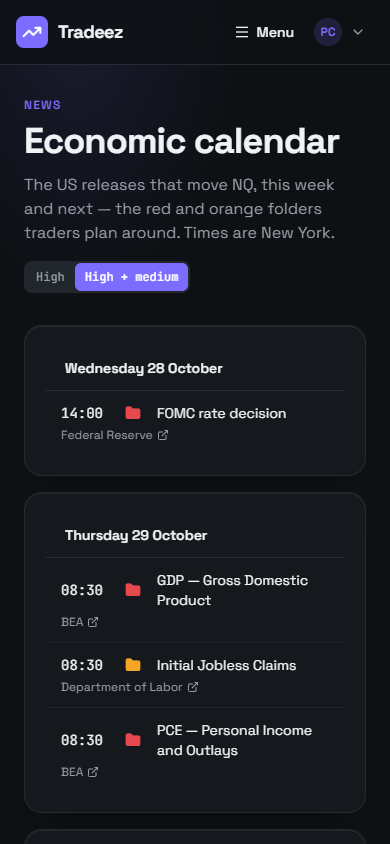 Tradeez
Menu
PC
NEWS
Economic calendar
The US releases that move NQ, this week
and next — the red and orange folders
traders plan around. Times are New York.
High
High + medium
Wednesday 28 October
14:00
FOMC rate decision
Federal Reserve
Thursday 29 October
08:30
GDP — Gross Domestic
Product
BEA
08:30
Initial Jobless Claims
Department of Labor
08:30
PCE — Personal Income
and Outlays
BEA